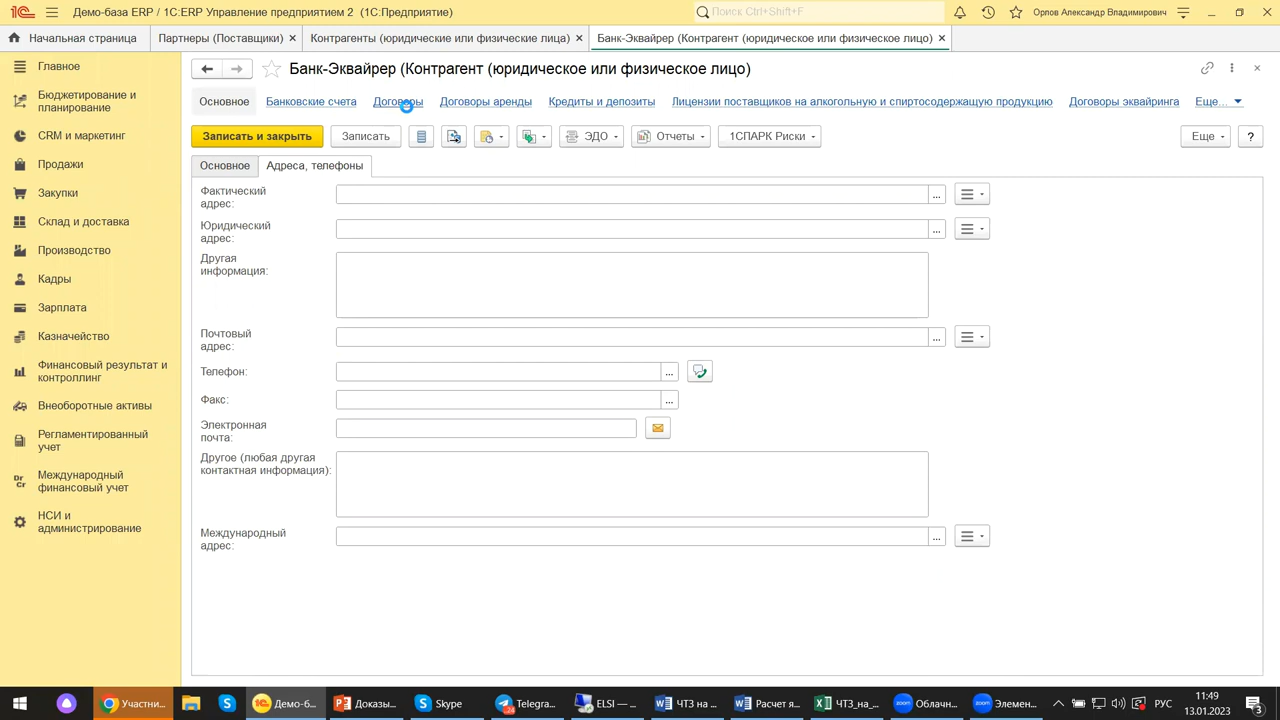 Демо-база ERP / 1С:ERP Управление предприятием 2 (1С:Предприятие)
Поиск Ctrl+Shift+F
Орлов Александр Владимирович
Начальная страница
Партнеры (Поставщики)
Контрагенты (юридические или физические лица)
Банк-Эквайрер (Контрагент (юридическое или физическое лицо)
Главное
Бюджетирование и
планирование
CRM и маркетинг
Продажи
Закупки
Склад и доставка
Производство
Кадры
Зарплата
Казначейство
Финансовый результат и
контроллинг
Внеоборотные активы
Регламентированный
учет
Международный
финансовый учет
НСИ и
администрирование
Банк-Эквайрер (Контрагент (юридическое или физическое лицо)
Основное Банковские счета Договоры Договоры аренды Кредиты и депозиты Лицензии поставщиков на алкогольную и спиртосодержащую продукцию Договоры эквайринга Еще...
Записать и закрыть Записать ЭДО Отчеты 1СПАРК Риски Еще ?
Основное Адреса, телефоны
Фактический
адрес:
Юридический
адрес:
Другая
информация:
Почтовый
адрес:
Телефон:
Факс:
Электронная
почта:
Другое (любая другая
контактная информация):
Международный
адрес:
Участни...
Демо-б...
Доказы...
Skype
Telegra...
ELSI — ...
ЧТЗ на ...
Расчет я...
ЧТЗ_на_...
Облачн...
Элемен...
РУС
11:49
13.01.2023
3